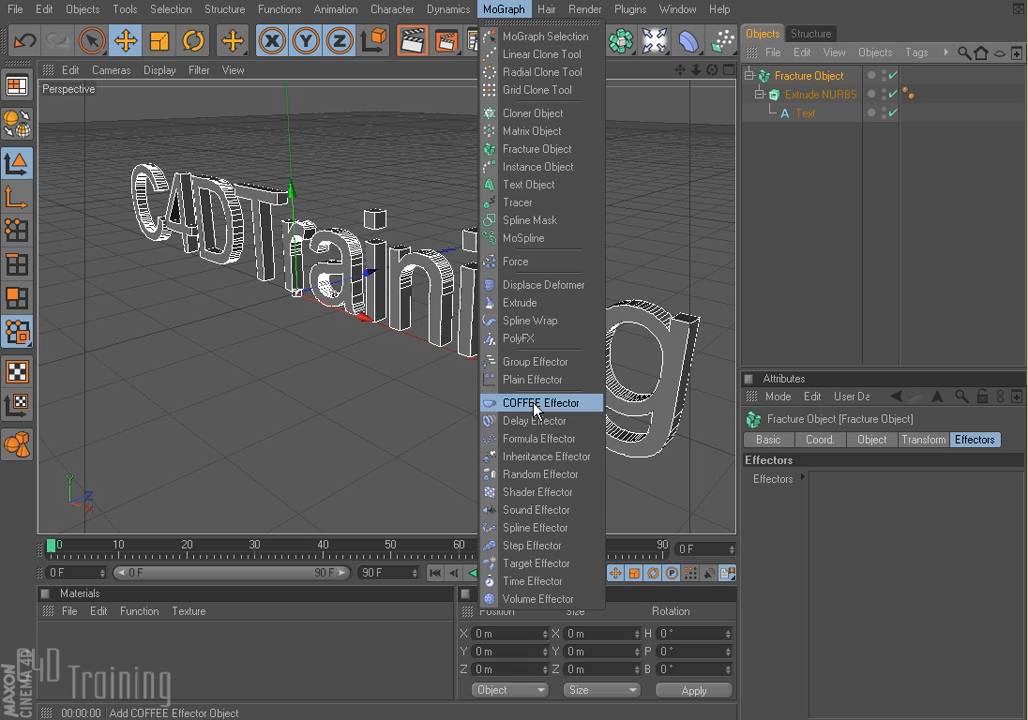 File Edit Objects Tools Selection Structure Functions Animation Character Dynamics MoGraph Hair Render Plugins Window Help
Edit Cameras Display Filter View
Perspective
C4DTraining
MoGraph Selection
Linear Clone Tool
Radial Clone Tool
Grid Clone Tool
Cloner Object
Matrix Object
Fracture Object
Instance Object
Text Object
Tracer
Spline Mask
MoSpline
Force
Displace Deformer
Extrude
Spline Wrap
PolyFX
Group Effector
Plain Effector
COFFEE Effector
Delay Effector
Formula Effector
Inheritance Effector
Random Effector
Shader Effector
Sound Effector
Spline Effector
Step Effector
Target Effector
Time Effector
Volume Effector
Objects Structure
File Edit View Objects Tags
Fracture Object
Extrude NURBS
A Text
Attributes
Mode Edit User Da
Fracture Object [Fracture Object]
Basic Coord. Object Transform Effectors
Effectors
Effectors
X Y Z
Y Z X
0 10 20 30 40 50 60 90 0 F
0 F 0 F 90 F 90 F
Materials
File Edit Function Texture
Position Size Rotation
X 0 m X 0 m H 0 °
Y 0 m Y 0 m P 0 °
Z 0 m Z 0 m B 0 °
Object Size Apply
MAXON
CINEMA 4D
C4D
Training
00:00:00 Add COFFEE Effector Object